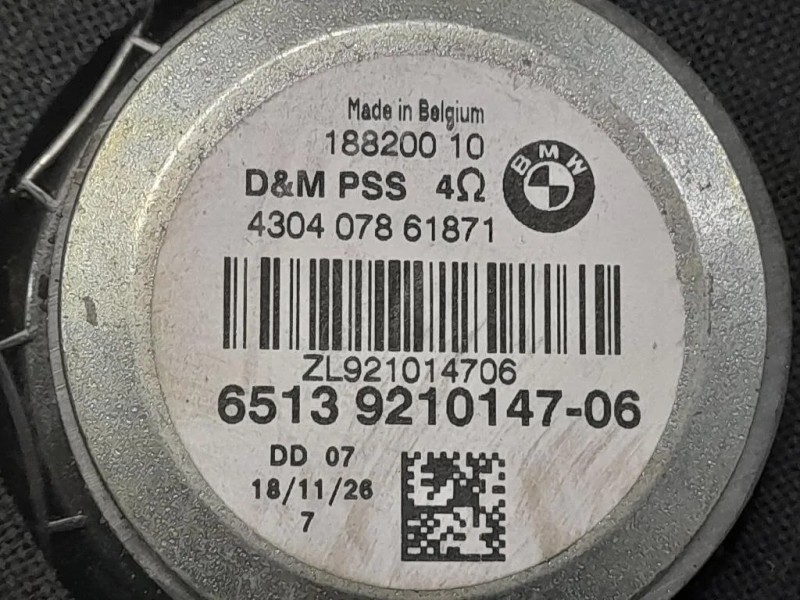 Made in Belgium
188200 10
D&M PSS 4Ω
BMW
4304 078 61871
ZL921014706
6513 9210147-06
DD 07
18/11/26
7